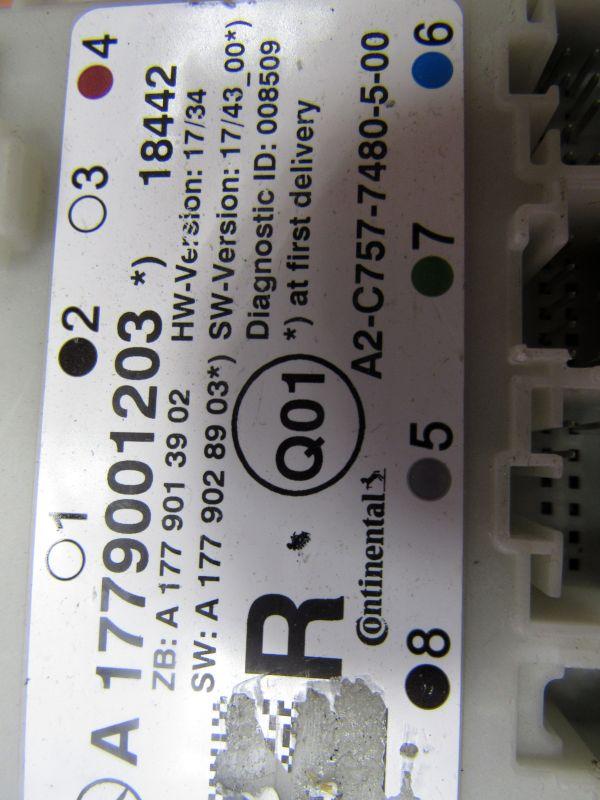 1 2 3 4
A 1779001203 *) 18442
ZB: A 177 901 39 02 HW-Version: 17/34
SW: A 177 902 89 03*) SW-Version: 17/43_00*)
Diagnostic ID: 008509
R Q01 *) at first delivery
Continental A2-C757-7480-5-00
8 5 7 6